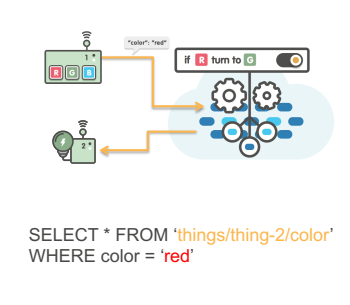 "color": "red"
if R turn to G
1
R G B
2
SELECT * FROM ‘things/thing-2/color’
WHERE color = ‘red’